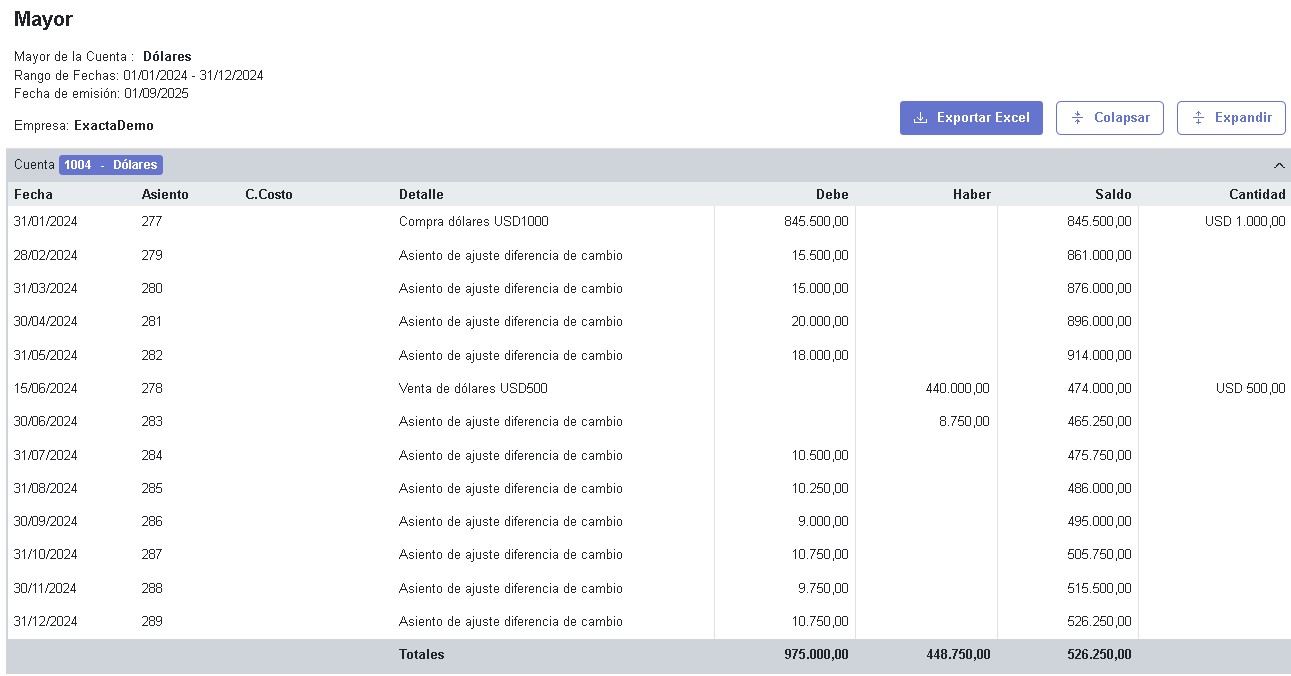 Mayor
Mayor de la Cuenta : Dólares
Rango de Fechas: 01/01/2024 - 31/12/2024
Fecha de emisión: 01/09/2025
Empresa: ExactaDemo
Exportar Excel Colapsar Expandir
Cuenta 1004 - Dólares
Fecha Asiento C.Costo Detalle Debe Haber Saldo Cantidad
31/01/2024 277 Compra dólares USD1000 845.500,00 845.500,00 USD 1.000,00
28/02/2024 279 Asiento de ajuste diferencia de cambio 15.500,00 861.000,00
31/03/2024 280 Asiento de ajuste diferencia de cambio 15.000,00 876.000,00
30/04/2024 281 Asiento de ajuste diferencia de cambio 20.000,00 896.000,00
31/05/2024 282 Asiento de ajuste diferencia de cambio 18.000,00 914.000,00
15/06/2024 278 Venta de dólares USD500 440.000,00 474.000,00 USD 500,00
30/06/2024 283 Asiento de ajuste diferencia de cambio 8.750,00 465.250,00
31/07/2024 284 Asiento de ajuste diferencia de cambio 10.500,00 475.750,00
31/08/2024 285 Asiento de ajuste diferencia de cambio 10.250,00 486.000,00
30/09/2024 286 Asiento de ajuste diferencia de cambio 9.000,00 495.000,00
31/10/2024 287 Asiento de ajuste diferencia de cambio 10.750,00 505.750,00
30/11/2024 288 Asiento de ajuste diferencia de cambio 9.750,00 515.500,00
31/12/2024 289 Asiento de ajuste diferencia de cambio 10.750,00 526.250,00
Totales 975.000,00 448.750,00 526.250,00